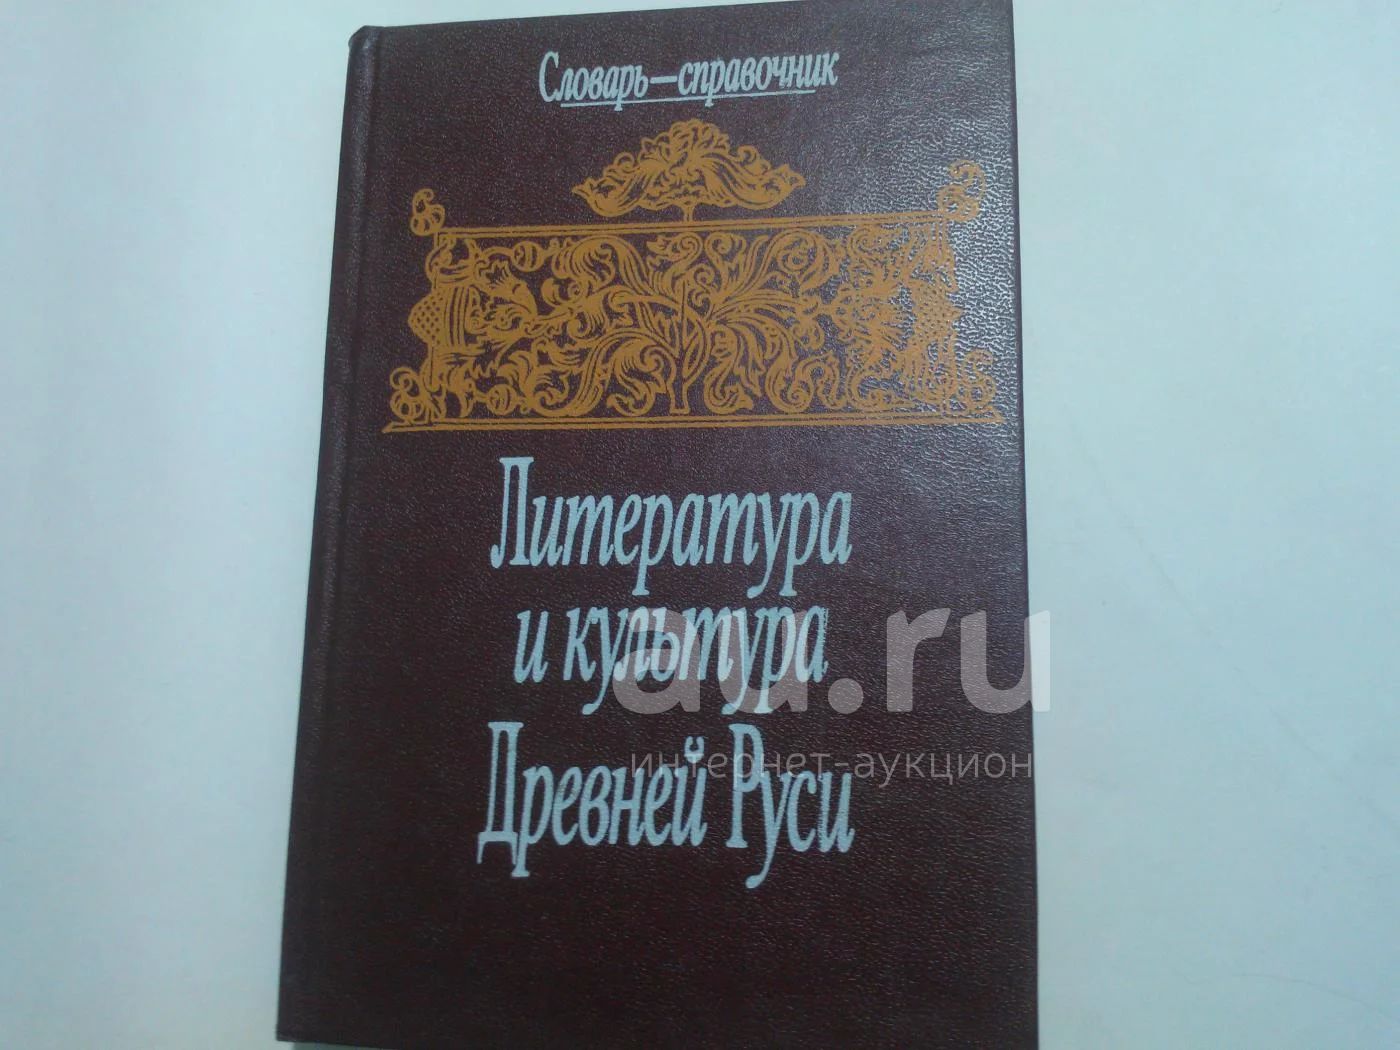 Словарь–справочник
Литература
и культура
Древней Руси
au.ru
интернет-аукцион